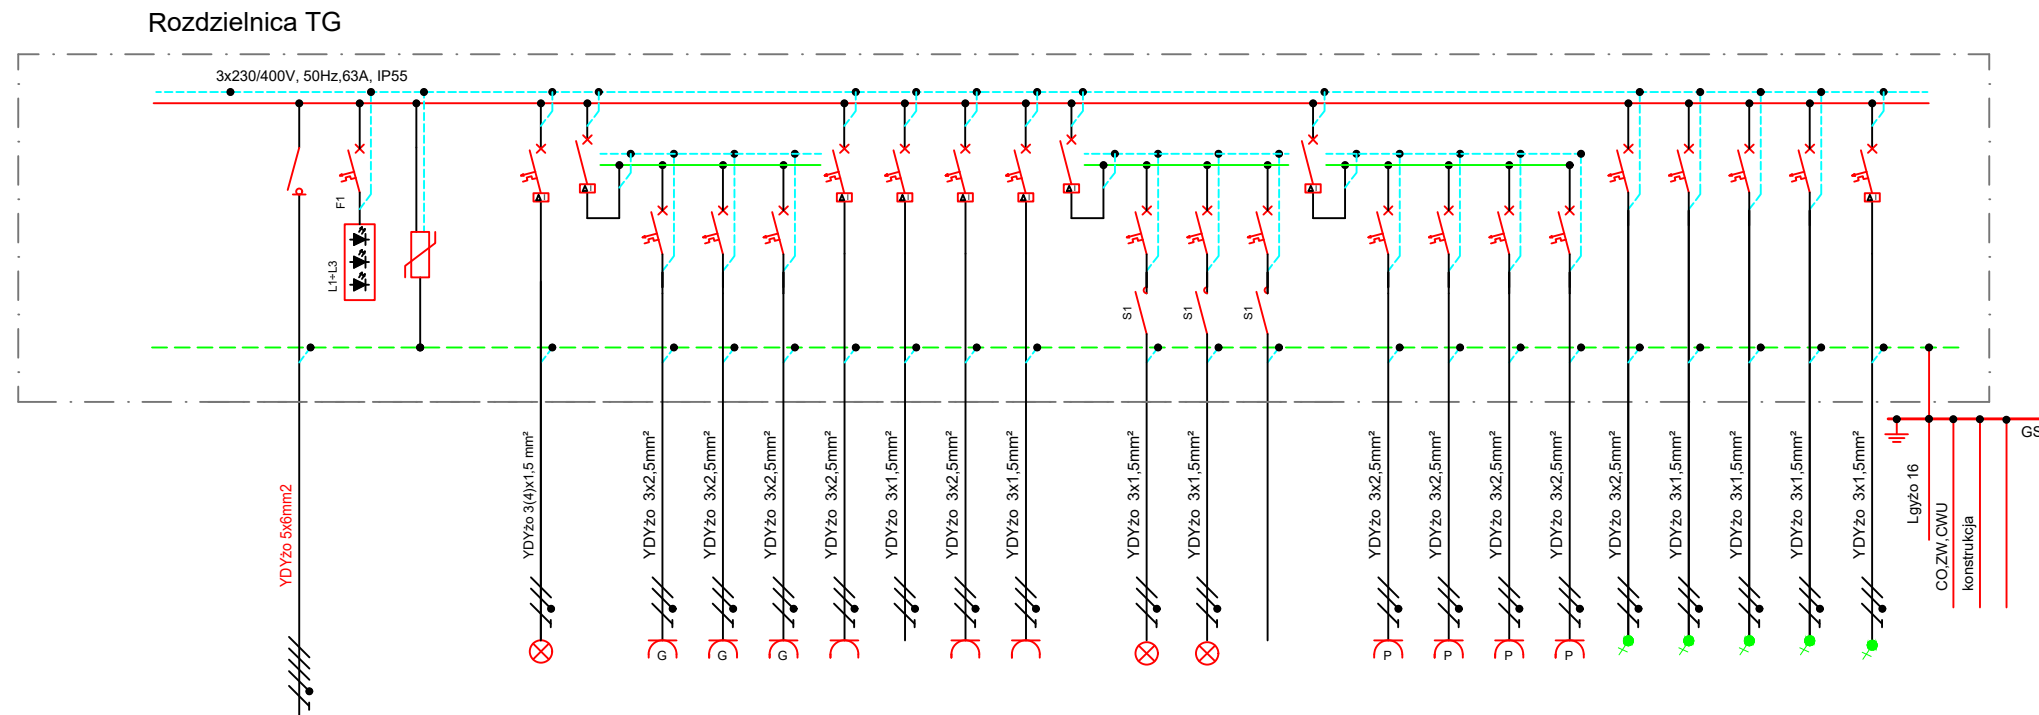 Rozdzielnica TG
3x230/400V, 50Hz,63A, IP55
F1
L1÷L3
S1
S1
S1
YDYżo 5x6mm2
YDYżo 3(4)x1,5 mm²
YDYżo 3x2,5mm²
YDYżo 3x2,5mm²
YDYżo 3x2,5mm²
YDYżo 3x2,5mm²
YDYżo 3x1,5mm²
YDYżo 3x2,5mm²
YDYżo 3x1,5mm²
YDYżo 3x1,5mm²
YDYżo 3x1,5mm²
YDYżo 3x2,5mm²
YDYżo 3x2,5mm²
YDYżo 3x2,5mm²
YDYżo 3x2,5mm²
YDYżo 3x2,5mm²
YDYżo 3x1,5mm²
YDYżo 3x1,5mm²
YDYżo 3x1,5mm²
YDYżo 3x1,5mm²
Lgyżo 16
CO,ZW,CWU
konstrukcja
GS
G
G
G
P
P
P
P